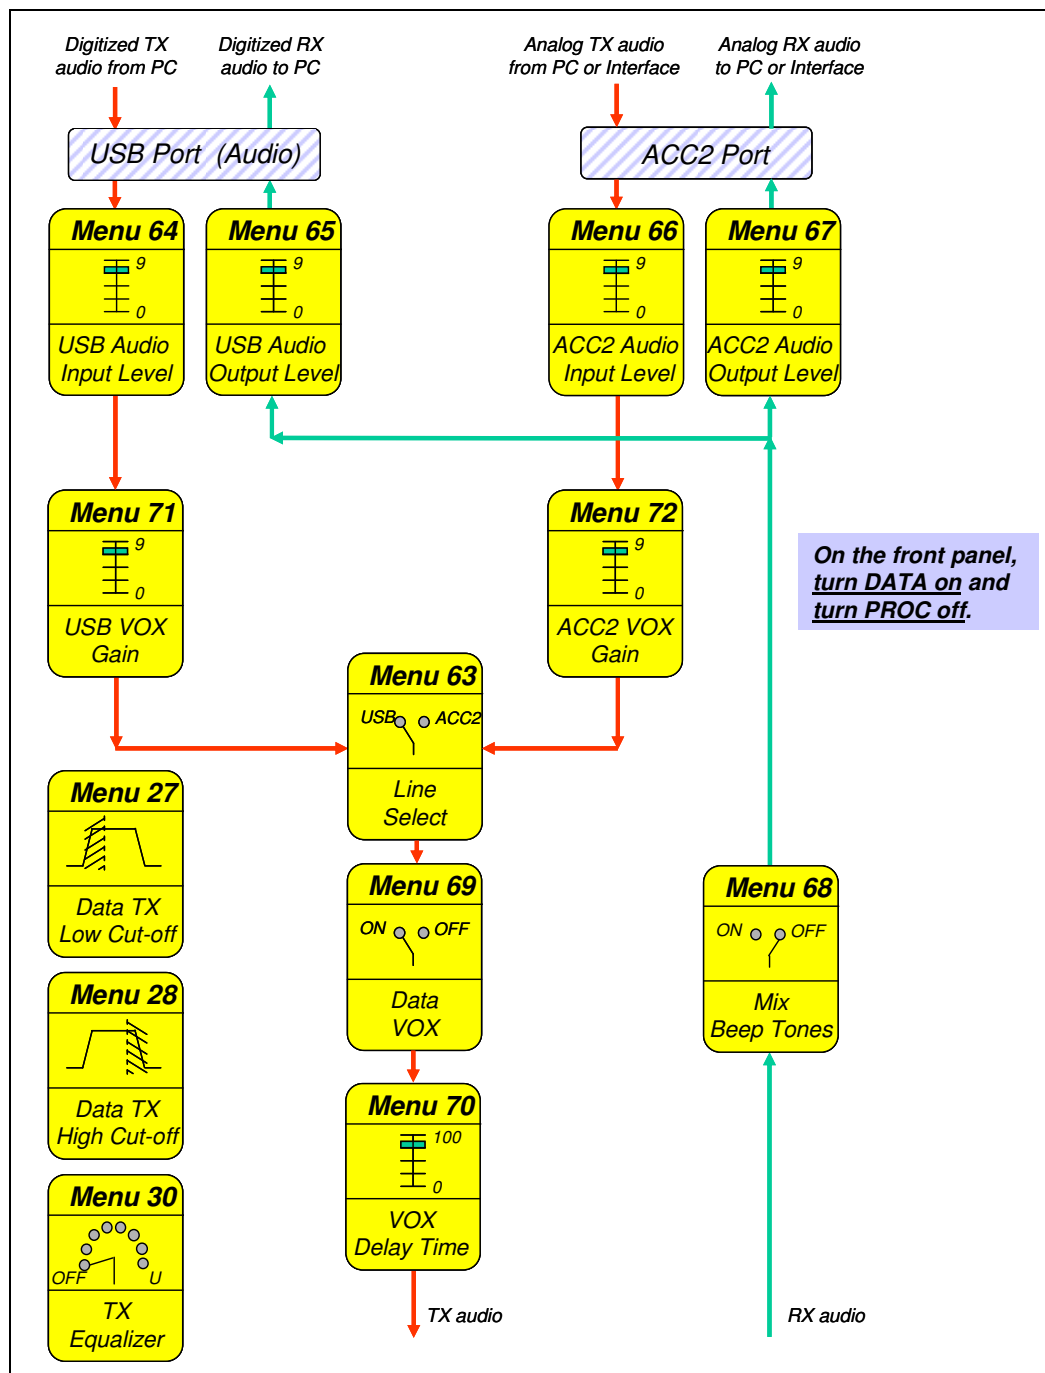 Digitized TX
audio from PC
Digitized RX
audio to PC
Analog TX audio
from PC or Interface
Analog RX audio
to PC or Interface
USB Port (Audio)
ACC2 Port
Menu 64
9
0
USB Audio
Input Level
Menu 65
9
0
USB Audio
Output Level
Menu 66
9
0
ACC2 Audio
Input Level
Menu 67
9
0
ACC2 Audio
Output Level
Menu 71
9
0
USB VOX
Gain
Menu 72
9
0
ACC2 VOX
Gain
On the front panel,
turn DATA on and
turn PROC off.
Menu 63
USB ACC2
Line
Select
Menu 27
Data TX
Low Cut-off
Menu 69
ON OFF
Data
VOX
Menu 68
ON OFF
Mix
Beep Tones
Menu 28
Data TX
High Cut-off
Menu 70
100
0
VOX
Delay Time
Menu 30
OFF U
TX
Equalizer
TX audio
RX audio